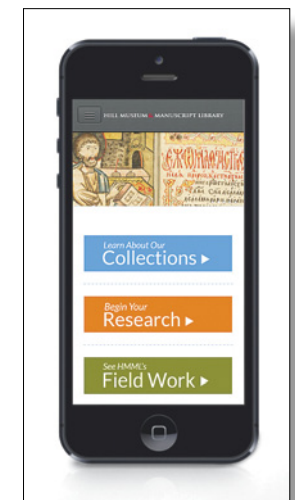 HILL MUSEUM & MANUSCRIPT LIBRARY
Learn About Our
Collections ▸
Begin Your
Research ▸
See HMML's
Field Work ▸